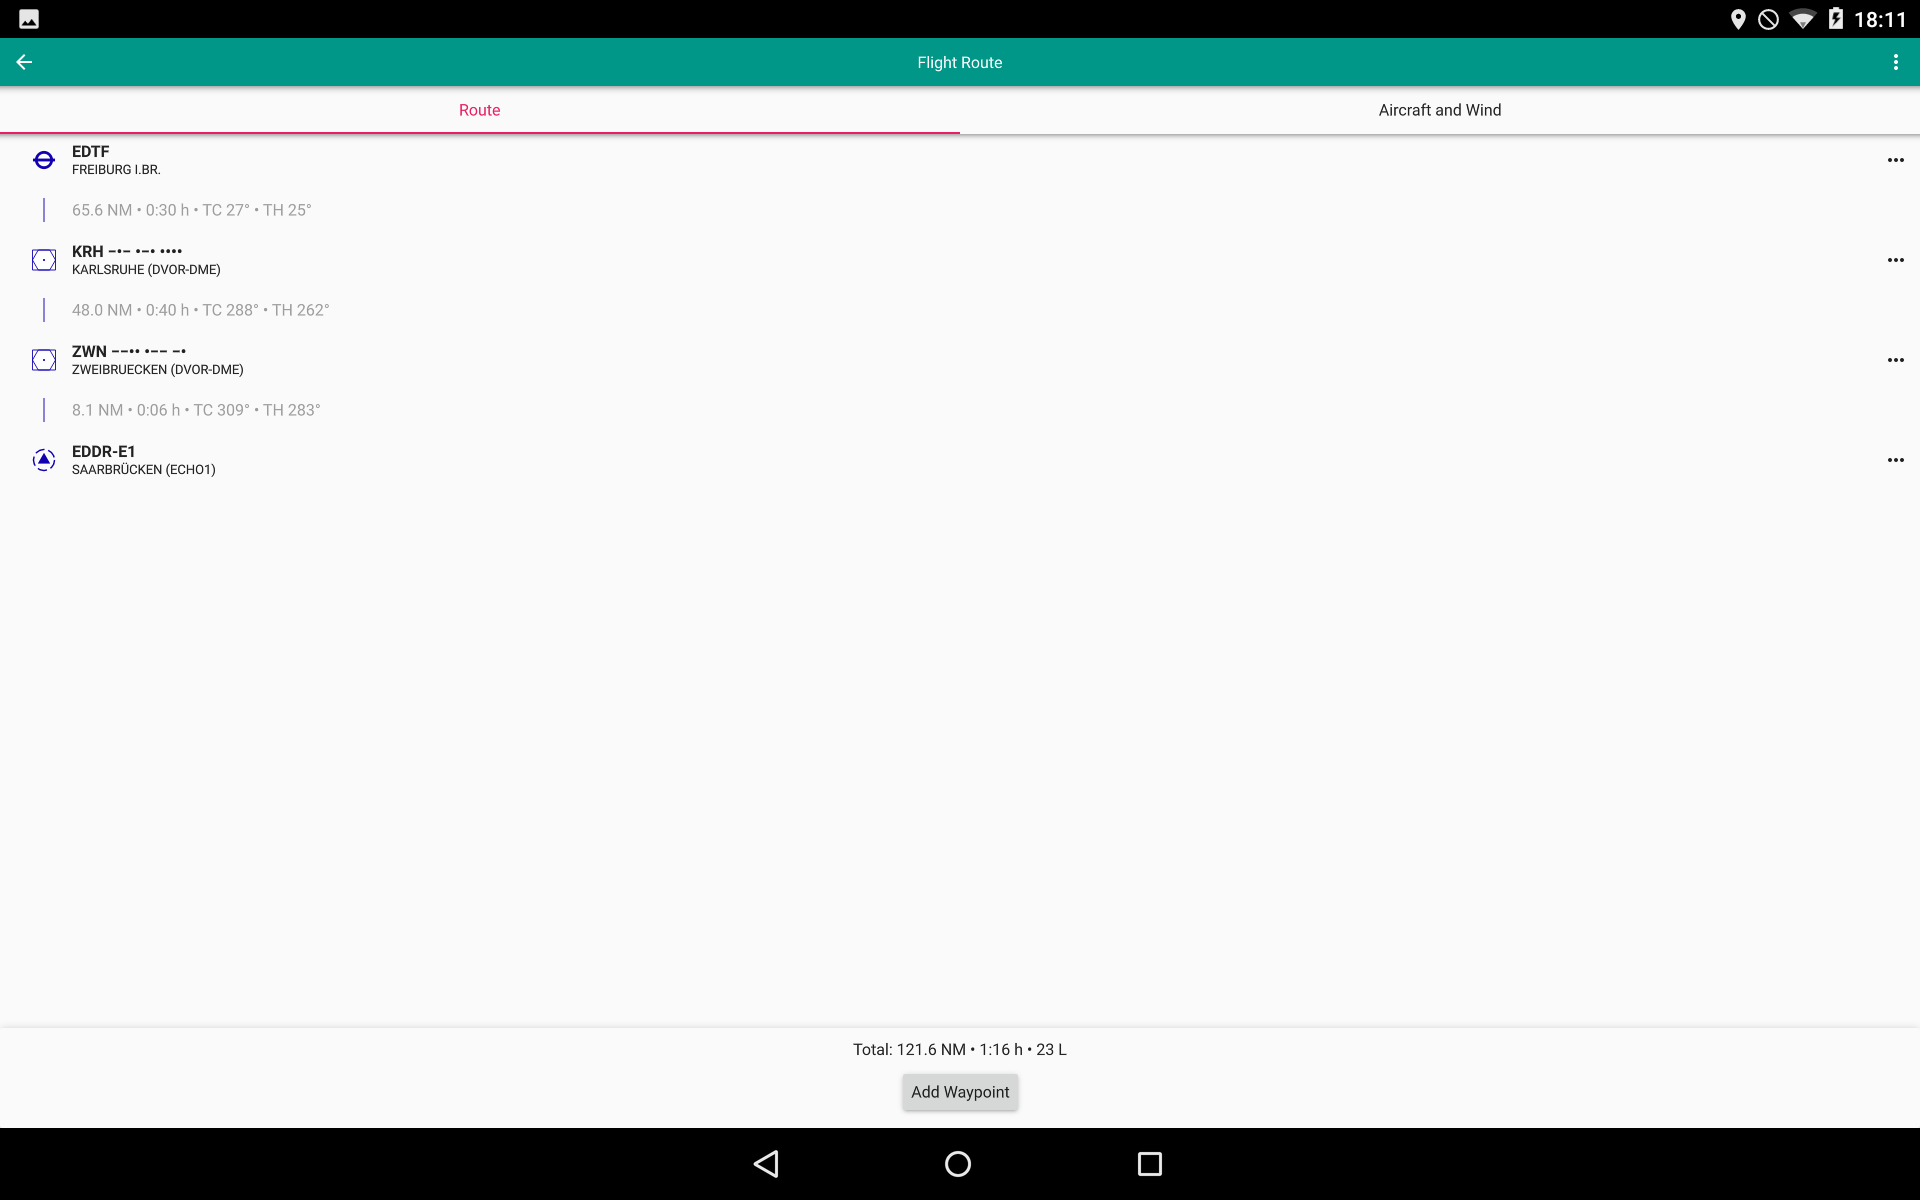 18:11
Flight Route
Route
Aircraft and Wind
EDTF
FREIBURG I.BR.
65.6 NM • 0:30 h • TC 27° • TH 25°
KRH −•− •−• ••••
KARLSRUHE (DVOR-DME)
48.0 NM • 0:40 h • TC 288° • TH 262°
ZWN −−•• •−− −•
ZWEIBRUECKEN (DVOR-DME)
8.1 NM • 0:06 h • TC 309° • TH 283°
EDDR-E1
SAARBRÜCKEN (ECHO1)
Total: 121.6 NM • 1:16 h • 23 L
Add Waypoint